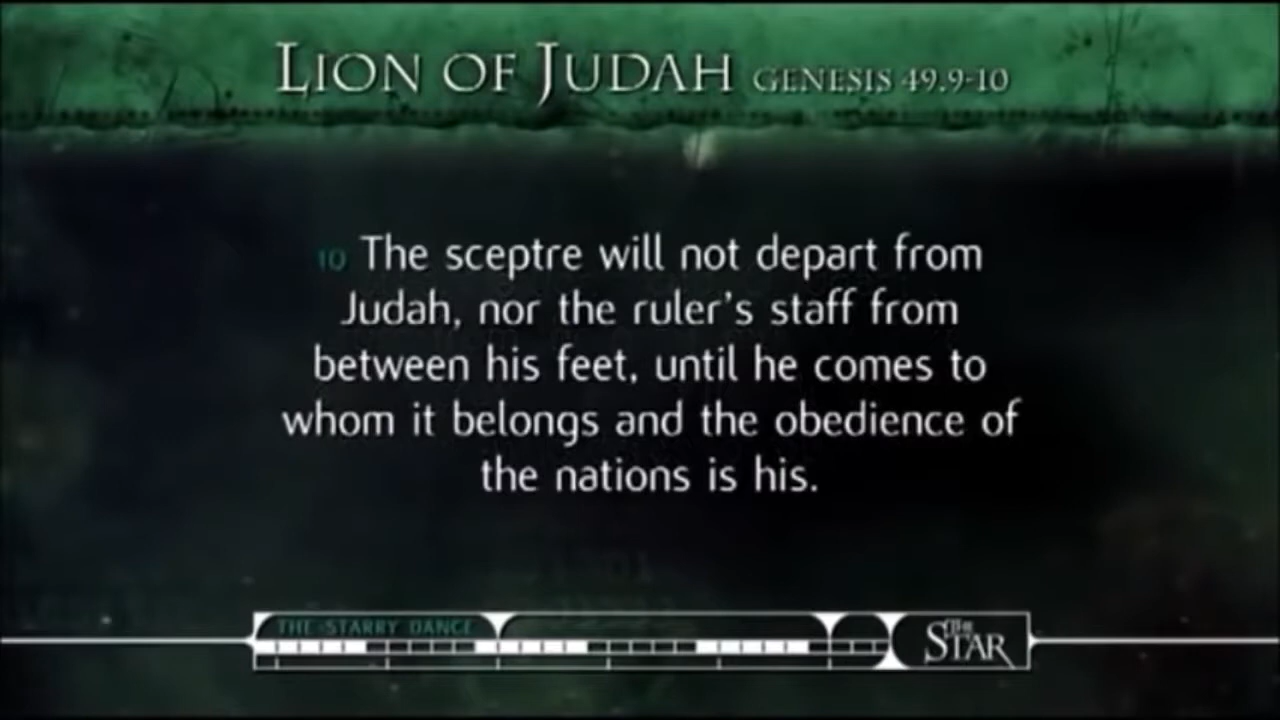 LION OF JUDAH GENESIS 49.9-10
10 The sceptre will not depart from
Judah, nor the ruler's staff from
between his feet, until he comes to
whom it belongs and the obedience of
the nations is his.
THE STARRY DANCE
THE
STAR